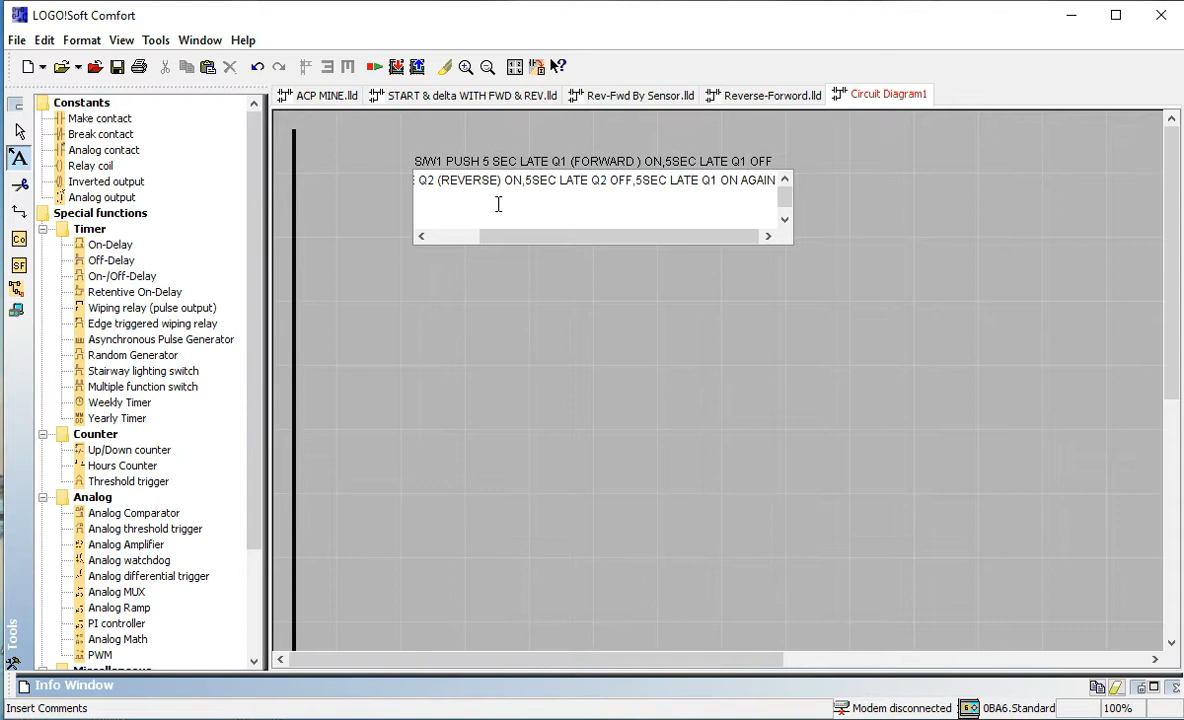 LOGO!Soft Comfort
File Edit Format View Tools Window Help
ACP MINE.lld START & delta WITH FWD & REV.lld Rev-Fwd By Sensor.lld Reverse-Forword.lld Circuit Diagram1
Constants
Make contact
Break contact
Analog contact
Relay coil
Inverted output
Analog output
Special functions
Timer
On-Delay
Off-Delay
On-/Off-Delay
Retentive On-Delay
Wiping relay (pulse output)
Edge triggered wiping relay
Asynchronous Pulse Generator
Random Generator
Stairway lighting switch
Multiple function switch
Weekly Timer
Yearly Timer
Counter
Up/Down counter
Hours Counter
Threshold trigger
Analog
Analog Comparator
Analog threshold trigger
Analog Amplifier
Analog watchdog
Analog differential trigger
Analog MUX
Analog Ramp
PI controller
Analog Math
PWM
Miscellaneous
A
Co
SF
Tools
S/W1 PUSH 5 SEC LATE Q1 (FORWARD ) ON,5SEC LATE Q1 OFF
Q2 (REVERSE) ON,5SEC LATE Q2 OFF,5SEC LATE Q1 ON AGAIN
Info Window
Insert Comments
Modem disconnected
0BA6.Standard
100%